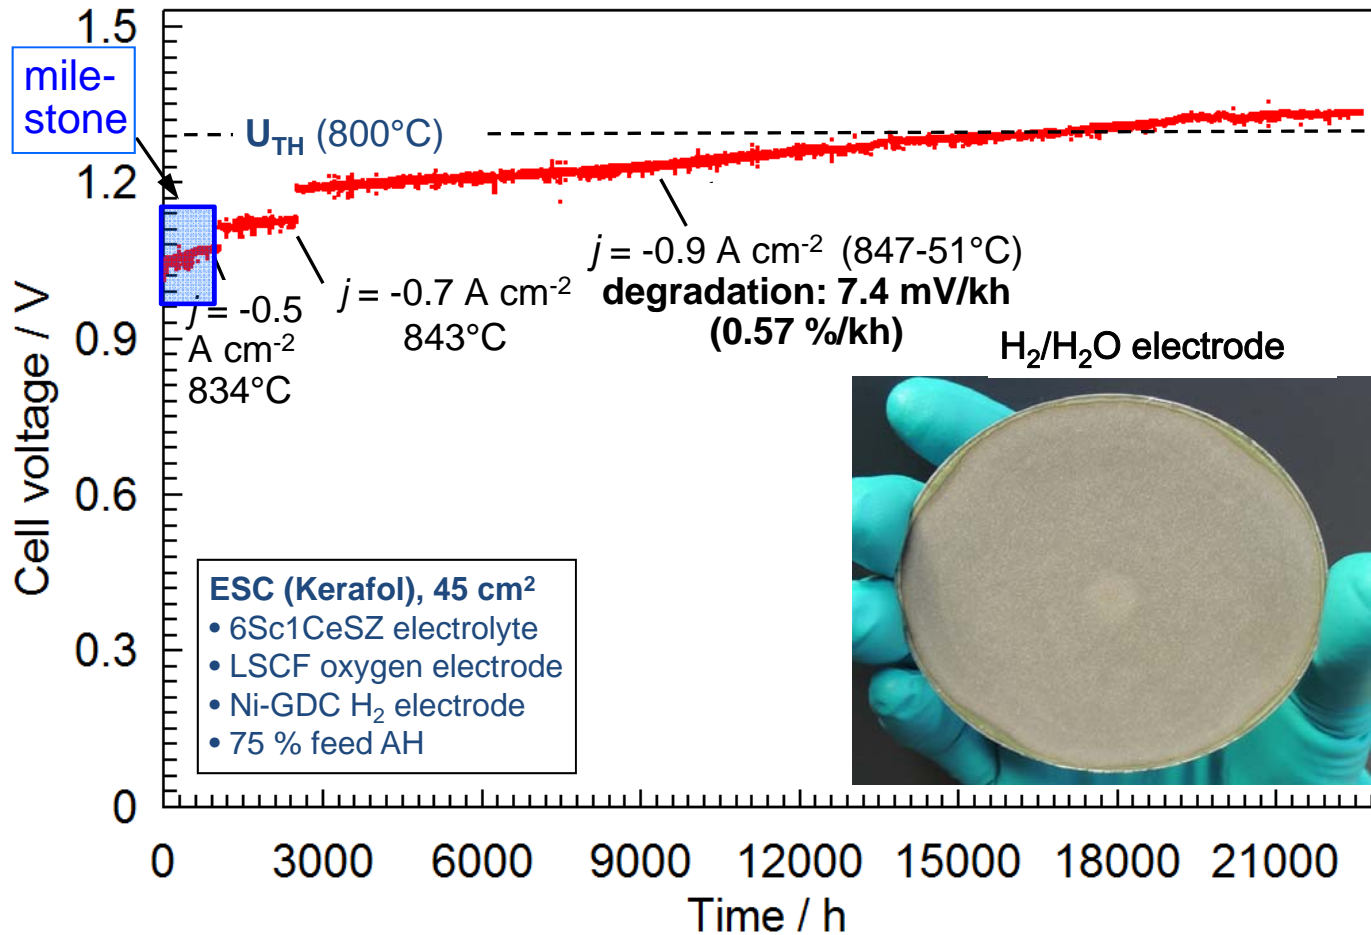 1.5
mile-
stone
U_TH (800°C)
1.2
j = -0.9 A cm⁻² (847-51°C)
degradation: 7.4 mV/kh
(0.57 %/kh)
j = -0.7 A cm⁻²
843°C
j = -0.5
A cm⁻²
834°C
0.9
H₂/H₂O electrode
Cell voltage / V
0.6
ESC (Kerafol), 45 cm²
• 6Sc1CeSZ electrolyte
• LSCF oxygen electrode
• Ni-GDC H₂ electrode
• 75 % feed AH
0.3
0
0 3000 6000 9000 12000 15000 18000 21000
Time / h